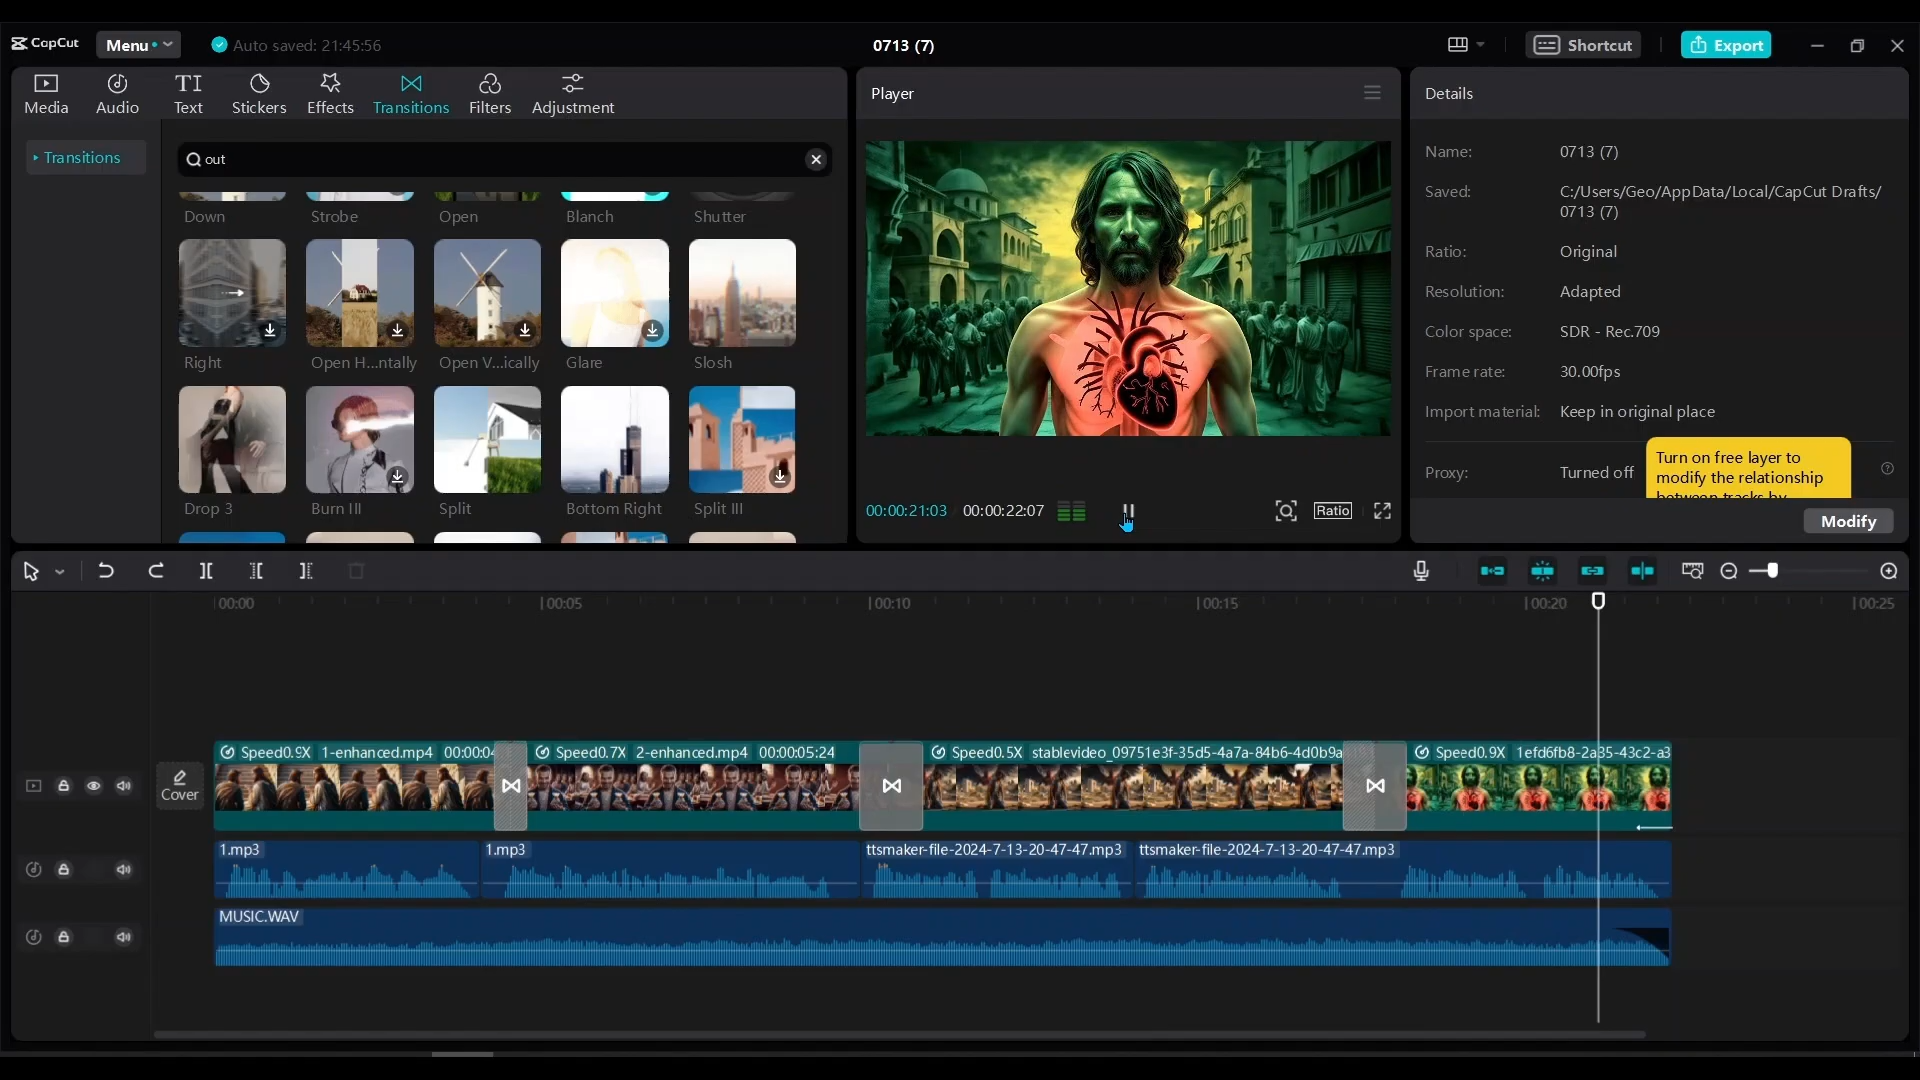 CapCut
Menu
Auto saved: 21:45:56
0713 (7)
Shortcut
Export
Media
Audio
TI
Text
Stickers
Effects
Transitions
Filters
Adjustment
Transitions
out
Down
Strobe
Open
Blanch
Shutter
Right
Open H...ntally
Open V...ically
Glare
Slosh
Drop 3
Burn III
Split
Bottom Right
Split III
Player
00:00:21:03
00:00:22:07
Ratio
Details
Name:
0713 (7)
Saved:
C:/Users/Geo/AppData/Local/CapCut Drafts/
0713 (7)
Ratio:
Original
Resolution:
Adapted
Color space:
SDR - Rec.709
Frame rate:
30.00fps
Import material:
Keep in original place
Proxy:
Turned off
Turn on free layer to
modify the relationship
between tracks by
Modify
00:00
00:05
00:10
00:15
00:20
00:25
Cover
Speed0.9X 1-enhanced.mp4 00:00:04
Speed0.7X 2-enhanced.mp4 00:00:05:24
Speed0.5X stablevideo_09751e3f-35d5-4a7a-84b6-4d0b9a
Speed0.9X 1efd6fb8-2a35-43c2-a3
1.mp3
1.mp3
ttsmaker-file-2024-7-13-20-47-47.mp3
ttsmaker-file-2024-7-13-20-47-47.mp3
MUSIC.WAV